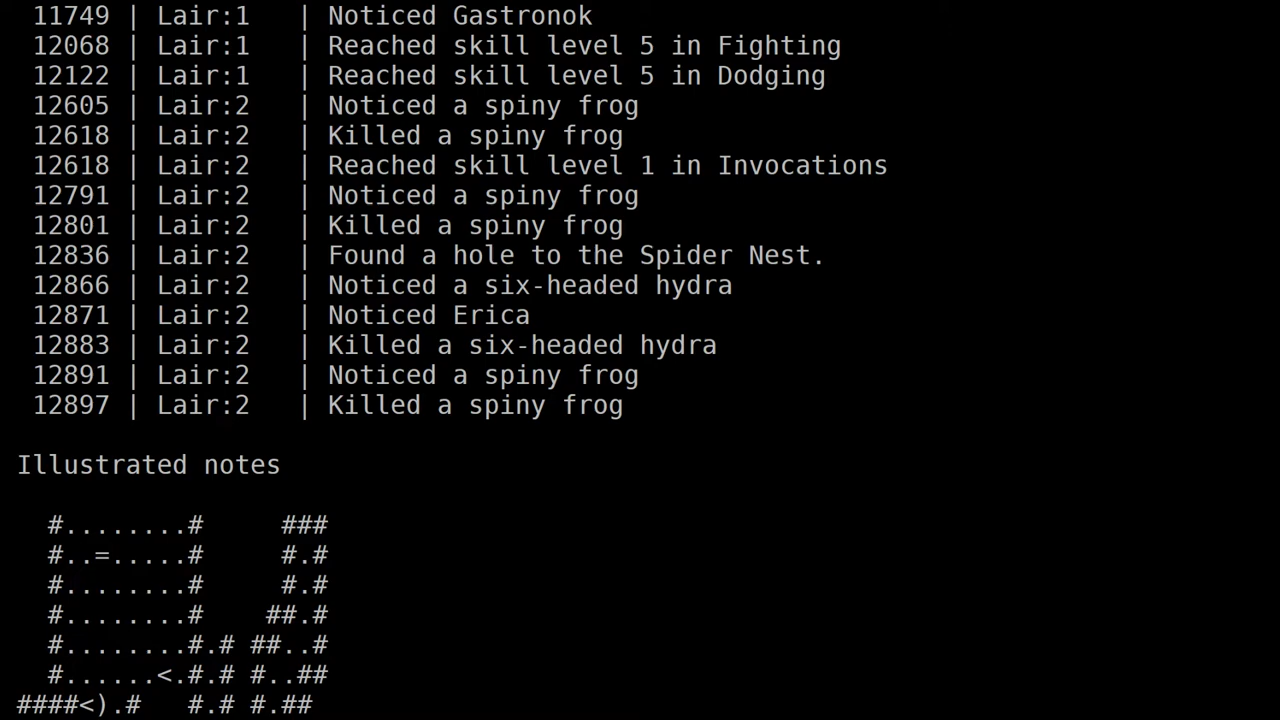 11749 | Lair:1   | Noticed Gastronok
12068 | Lair:1   | Reached skill level 5 in Fighting
12122 | Lair:1   | Reached skill level 5 in Dodging
12605 | Lair:2   | Noticed a spiny frog
12618 | Lair:2   | Killed a spiny frog
12618 | Lair:2   | Reached skill level 1 in Invocations
12791 | Lair:2   | Noticed a spiny frog
12801 | Lair:2   | Killed a spiny frog
12836 | Lair:2   | Found a hole to the Spider Nest.
12866 | Lair:2   | Noticed a six-headed hydra
12871 | Lair:2   | Noticed Erica
12883 | Lair:2   | Killed a six-headed hydra
12891 | Lair:2   | Noticed a spiny frog
12897 | Lair:2   | Killed a spiny frog
Illustrated notes
  #........#     ###
  #..=.....#     #.#
  #........#     #.#
  #........#    ##.#
  #........#.# ##..#
  #......<.#.# #..##
####<).#   #.# #.##